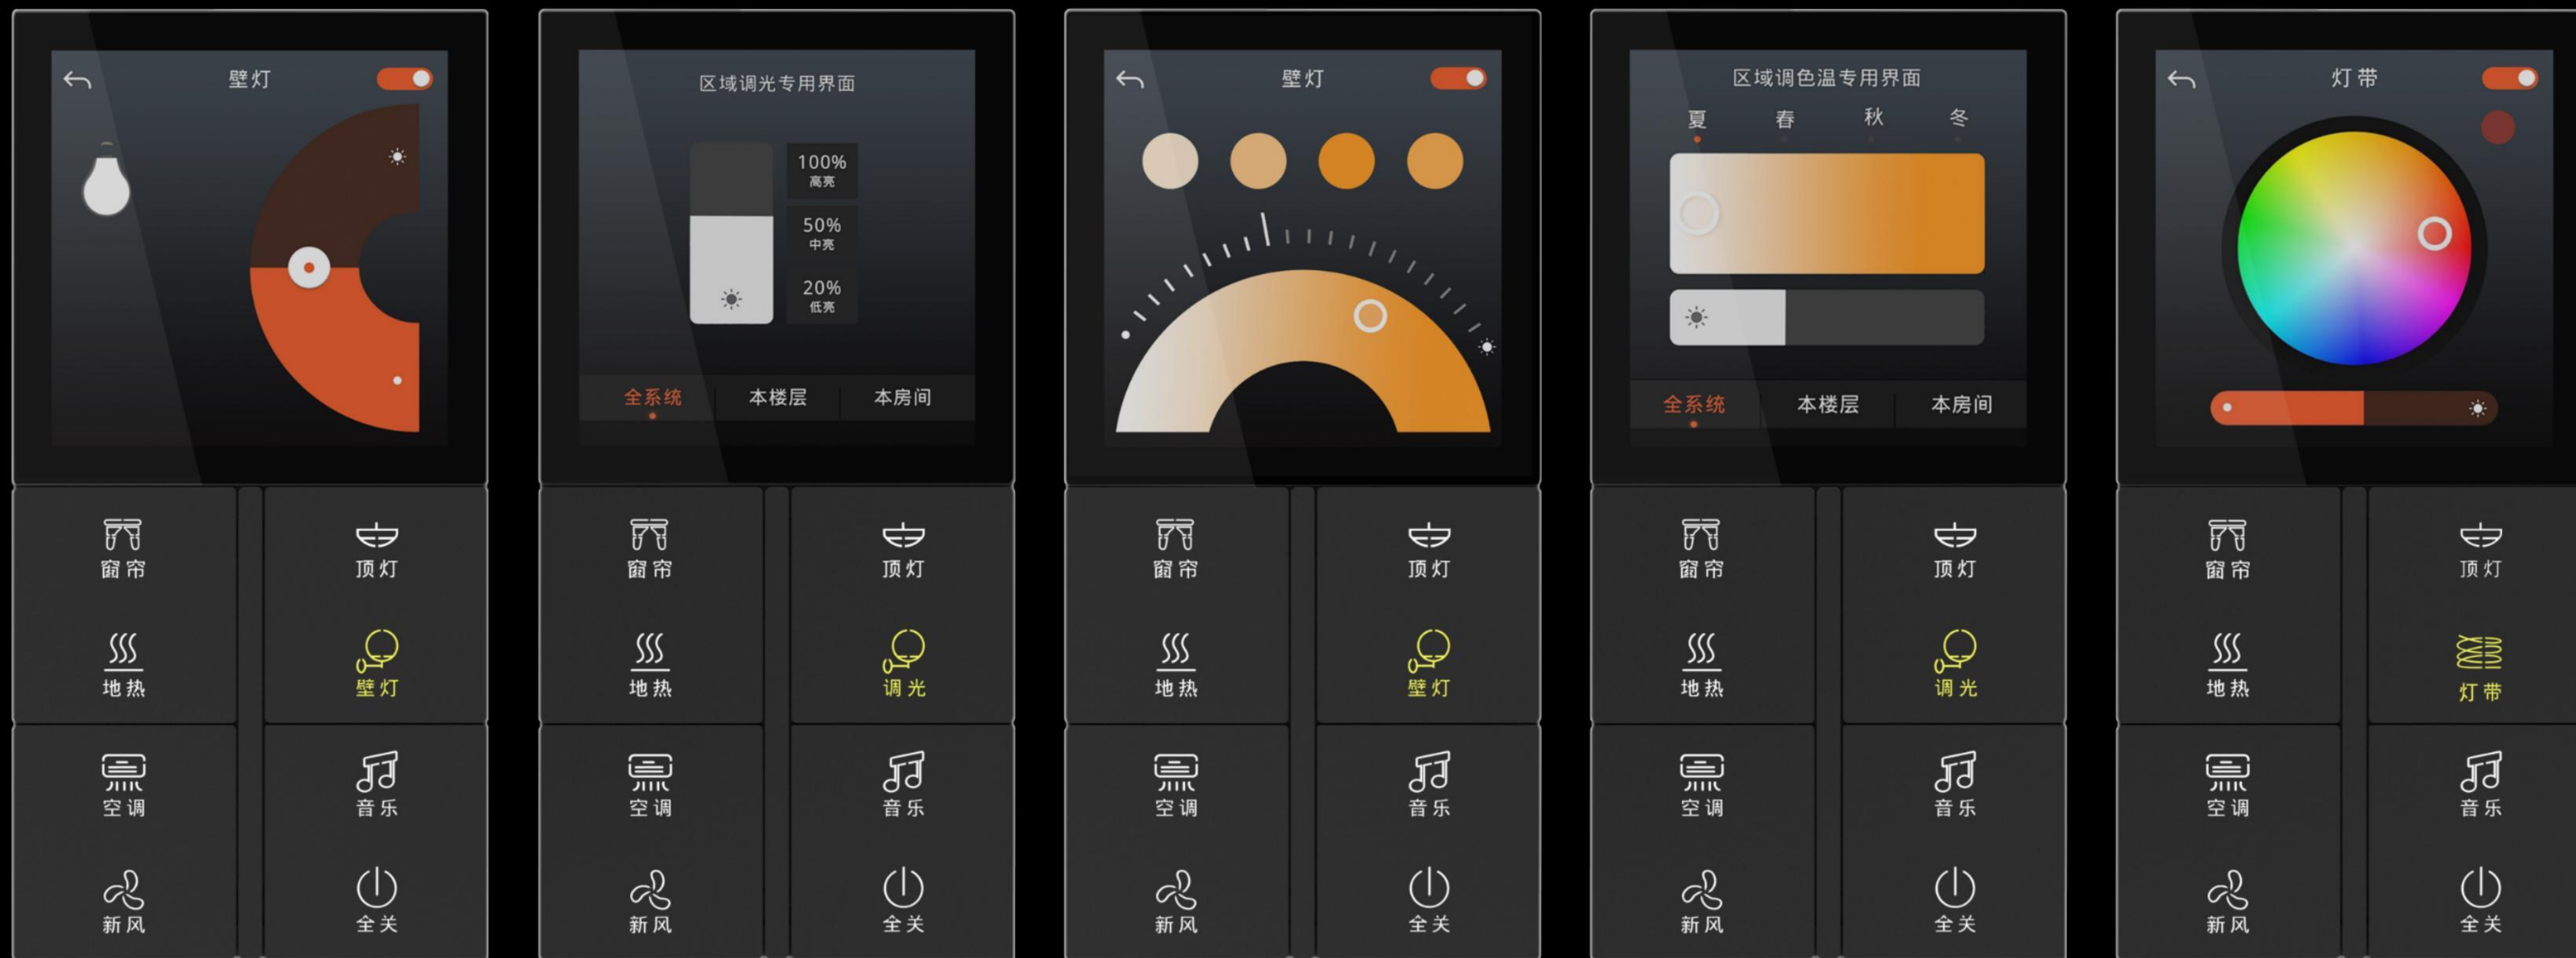 壁灯
窗帘
顶灯
地热
壁灯
空调
音乐
新风
全关
区域调光专用界面
100%
高亮
50%
中亮
20%
低亮
全系统
本楼层
本房间
窗帘
顶灯
地热
调光
空调
音乐
新风
全关
壁灯
窗帘
顶灯
地热
壁灯
空调
音乐
新风
全关
区域调色温专用界面
夏
春
秋
冬
全系统
本楼层
本房间
窗帘
顶灯
地热
调光
空调
音乐
新风
全关
灯带
窗帘
顶灯
地热
灯带
空调
音乐
新风
全关